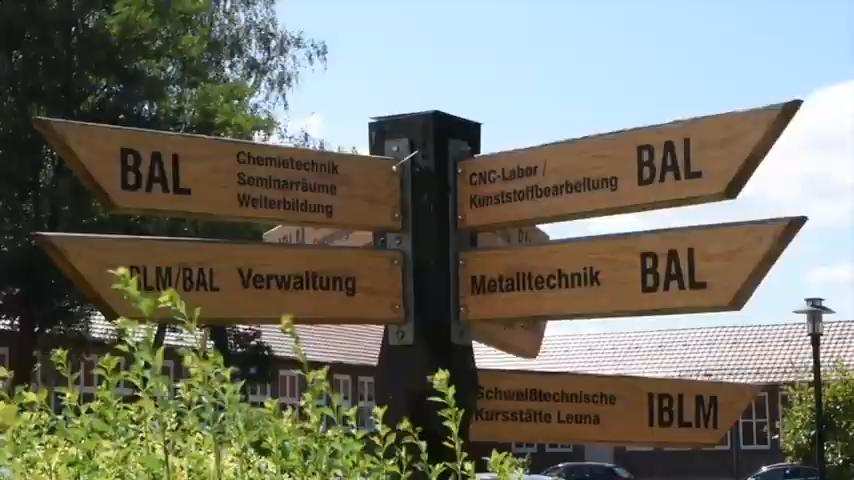 BAL
Chemietechnik
Seminarräume
Weiterbildung
BLM/BAL Verwaltung
CNC-Labor/
Kunststoffbearbeitung
BAL
Metalltechnik BAL
Schweißtechnische
Kursstätte Leuna
IBLM